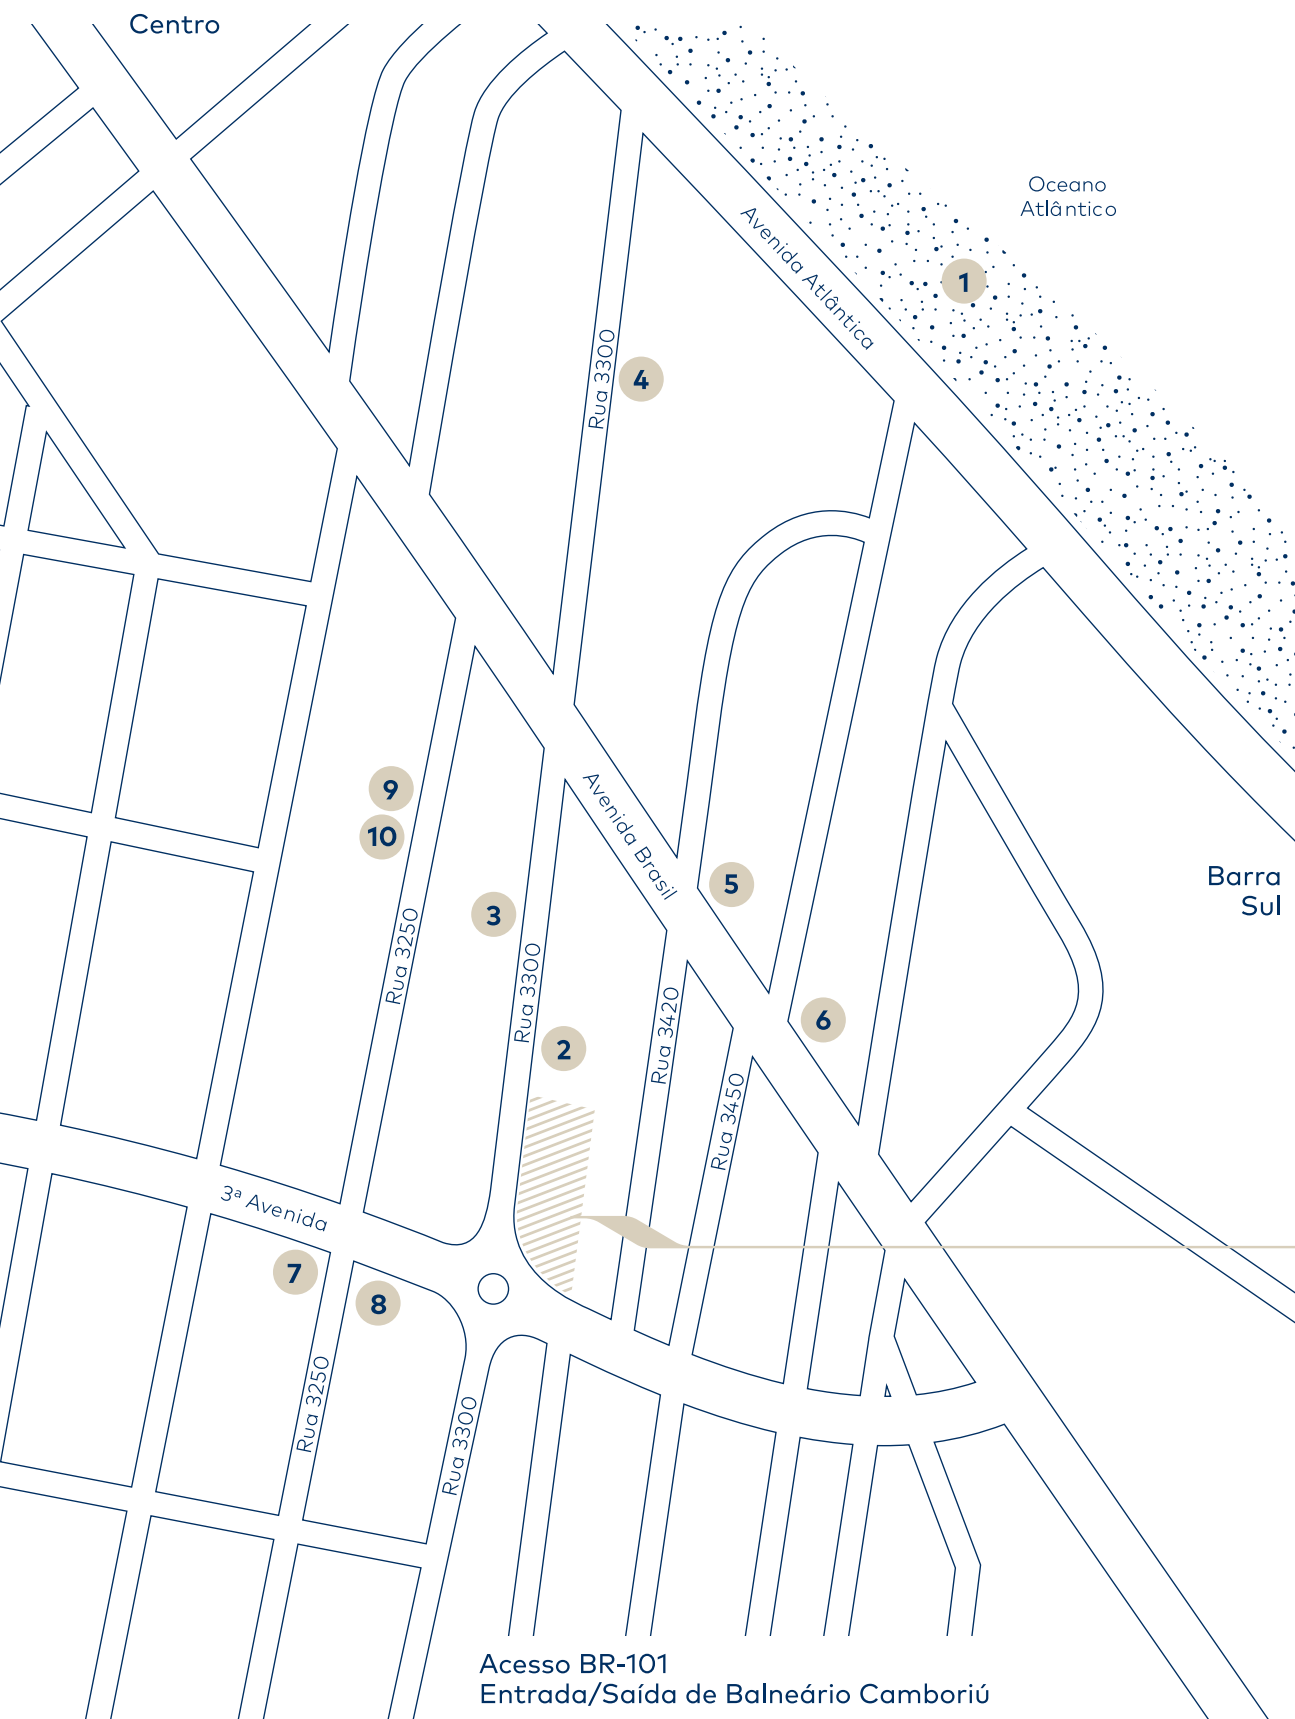 Centro
Oceano
Atlântico
Avenida Atlântica
1
Rua 3300
4
9
10
Avenida Brasil
5
Barra
Sul
3
Rua 3250
Rua 3300
Rua 3420
6
2
Rua 3450
3ª Avenida
7
8
Rua 3250
Rua 3300
Acesso BR-101
Entrada/Saída de Balneário Camboriú